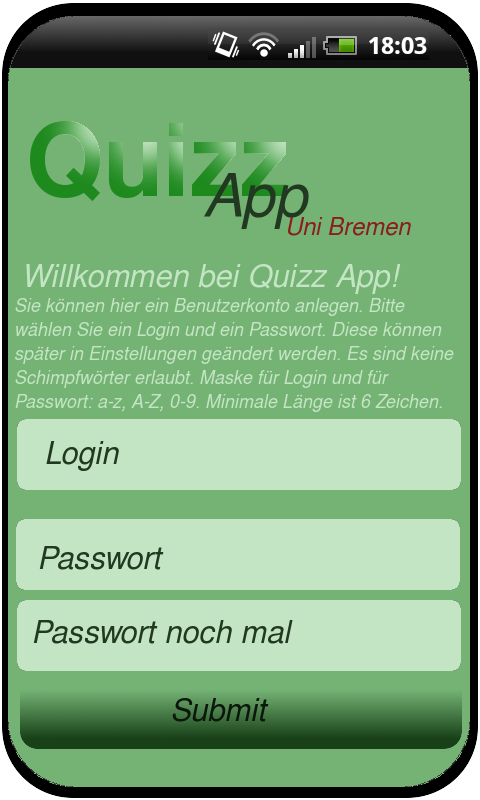 18:03
Quizz
App
Uni Bremen
Willkommen bei Quizz App!
Sie können hier ein Benutzerkonto anlegen. Bitte
wählen Sie ein Login und ein Passwort. Diese können
später in Einstellungen geändert werden. Es sind keine
Schimpfwörter erlaubt. Maske für Login und für
Passwort: a-z, A-Z, 0-9. Minimale Länge ist 6 Zeichen.
Login
Passwort
Passwort noch mal
Submit